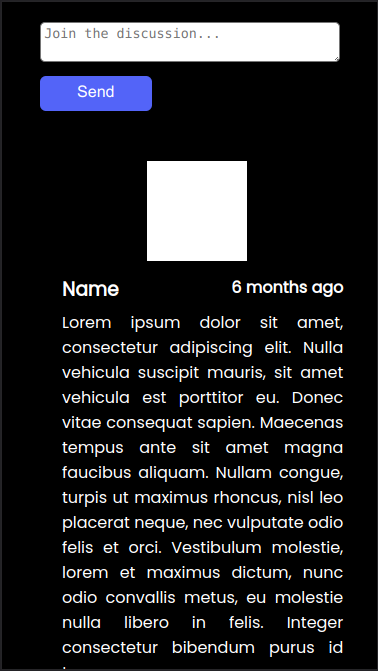 Join the discussion...
Send
Name
6 months ago
Lorem ipsum dolor sit amet,
consectetur adipiscing elit. Nulla
vehicula suscipit mauris, sit amet
vehicula est porttitor eu. Donec
vitae consequat sapien. Maecenas
tempus ante sit amet magna
faucibus aliquam. Nullam congue,
turpis ut maximus rhoncus, nisl leo
placerat neque, nec vulputate odio
felis et orci. Vestibulum molestie,
lorem et maximus dictum, nunc
odio convallis metus, eu molestie
nulla libero in felis. Integer
consectetur bibendum purus id